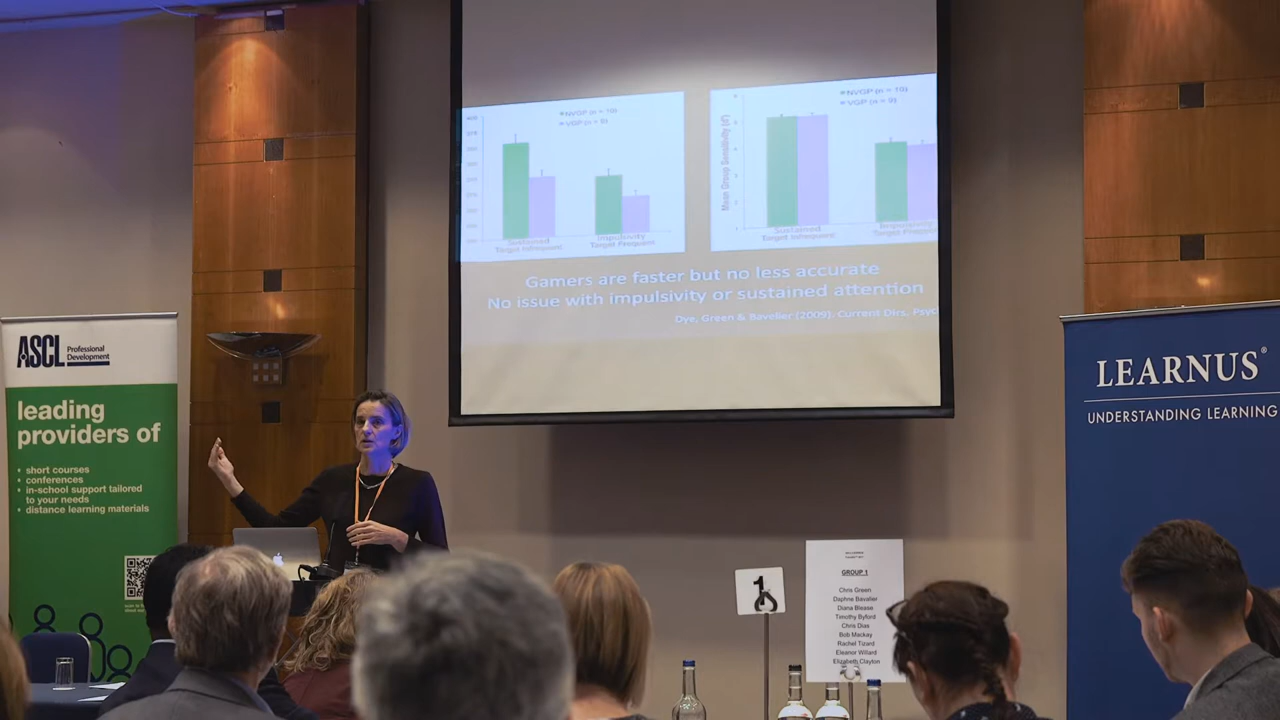 ASCL
Professional
Development
leading
providers of
• short courses
• conferences
• in-school support tailored
to your needs
• distance learning materials
NVGP (n = 10)
VGP (n = 9)
Sustained
Target Infrequent
Impulsivity
Target Frequent
Mean Group Sensitivity (d')
NVGP (n = 10)
VGP (n = 9)
Sustained
Target Infrequent
Impulsivity
Gamers are faster but no less accurate
No issue with impulsivity or sustained attention
Dye, Green & Bavelier (2009). Current Dirs. Psyc
LEARNUS®
UNDERSTANDING LEARNING
1
GROUP 1
Chris Green
Daphne Bavelier
Diana Blease
Timothy Byford
Chris Dias
Bob Mackay
Rachel Tizard
Eleanor Willard
Elizabeth Clayton